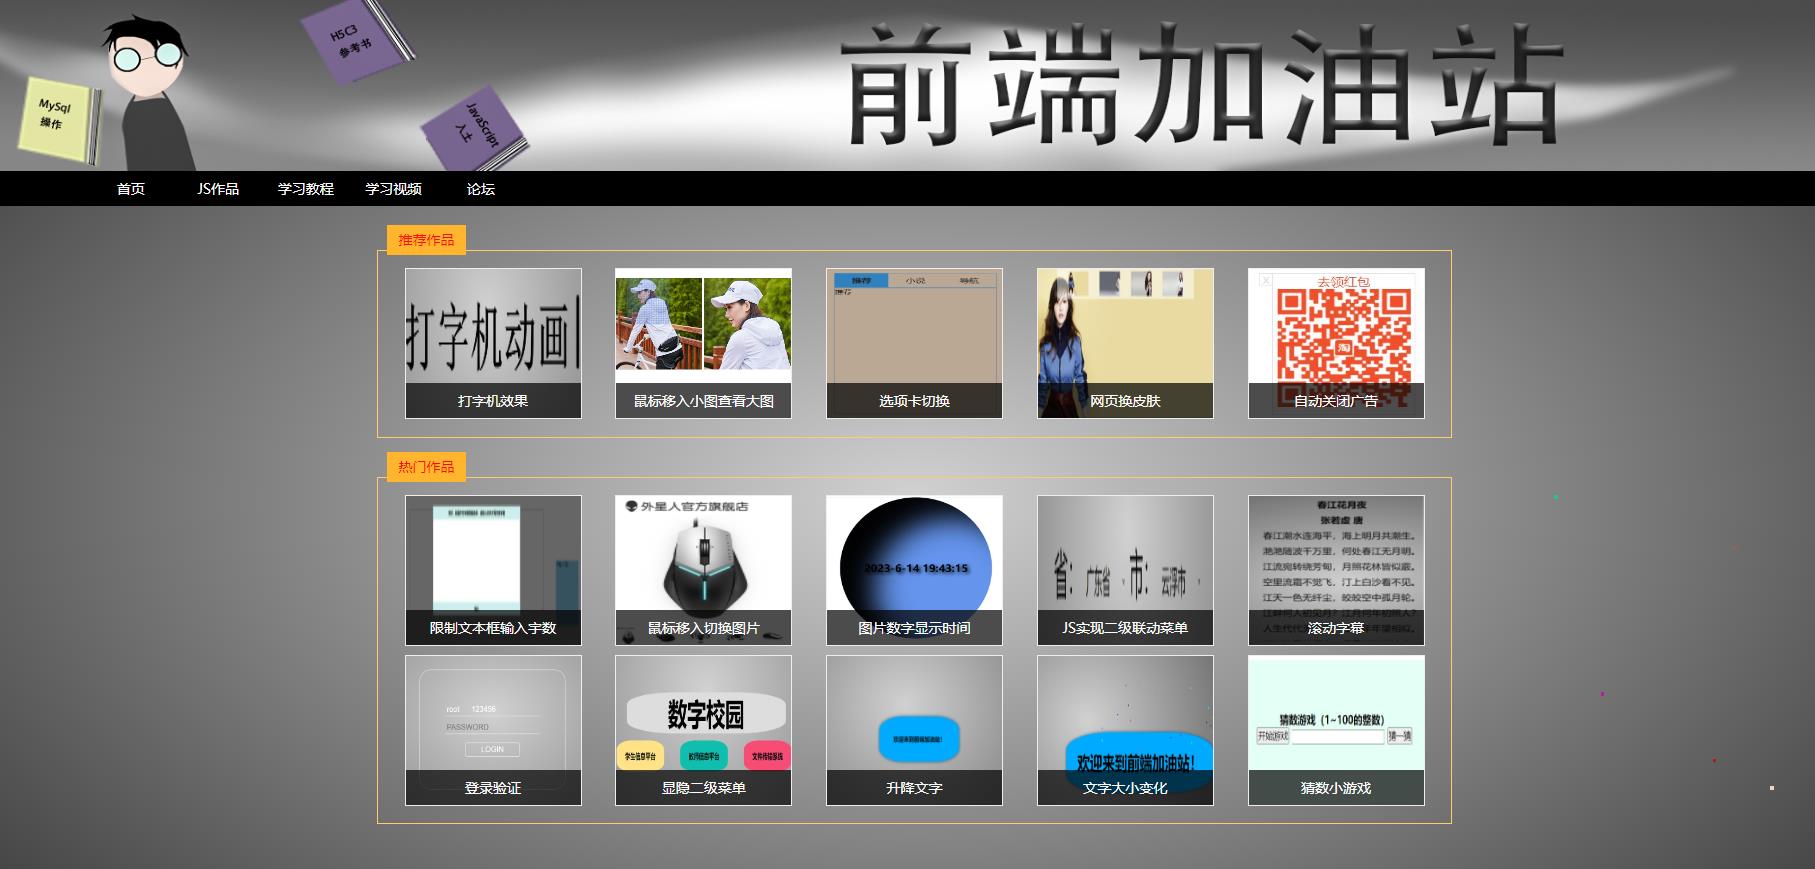 MySql
操作
H5C3
参考书
JavaScript
入土
前端加油站
首页
JS作品
学习教程
学习视频
论坛
推荐作品
打字机动画
打字机效果
鼠标移入小图查看大图
推荐
小说
导航
推荐
选项卡切换
网页换皮肤
X
去领红包
淘
自动关闭广告
热门作品
限制文本框输入字数
外星人官方旗舰店
鼠标移入切换图片
2023-6-14 19:43:15
图片数字显示时间
省：
广东省
市：
云浮市
JS实现二级联动菜单
春江花月夜
张若虚 唐
春江潮水连海平，海上明月共潮生。
滟滟随波千万里，何处春江无月明。
江流宛转绕芳甸，月照花林皆似霰。
空里流霜不觉飞，汀上白沙看不见。
江天一色无纤尘，皎皎空中孤月轮。
江畔何人初见月？江月何年初照人？
滚动字幕
root 123456
PASSWORD
LOGIN
登录验证
数字校园
学生信息平台
教师信息平台
文件传输系统
显隐二级菜单
欢迎来到前端加油站！
升降文字
欢迎来到前端加油站！
文字大小变化
猜数游戏（1~100的整数）
开始游戏
猜一猜
猜数小游戏